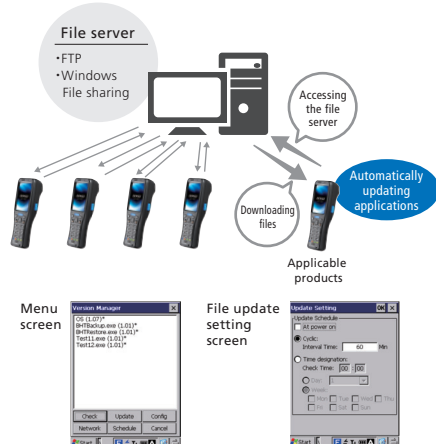 File server
・FTP
・Windows
File sharing
Accessing
the file
server
Downloading
files
Automatically
updating
applications
Applicable
products
Menu
screen
Version Manager
OS (1.07)*
BHTBackup.exe (1.01)*
BHTRestore.exe (1.01)*
Test11.exe (1.01)*
Test12.exe (1.01)*
Check Update Config
Network Schedule Cancel
Start
File update
setting
screen
Update Setting OK
Update Schedule
At power on
Cyclic:
Interval Time: 60 Min
Time designation:
Check Time: 00 : 00
Day: 1
Week:
Mon Tue Wed Thu
Fri Sat Sun
Start